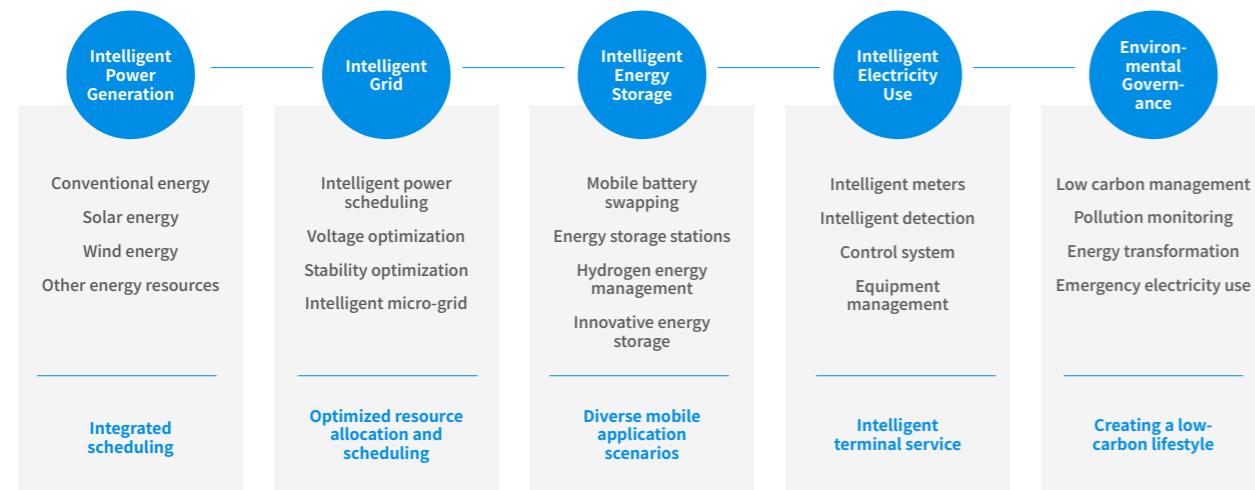 Intelligent
Power
Generation
Intelligent
Grid
Intelligent
Energy
Storage
Intelligent
Electricity
Use
Environ-
mental
Govern-
ance
Conventional energy
Solar energy
Wind energy
Other energy resources
Integrated
scheduling
Intelligent power
scheduling
Voltage optimization
Stability optimization
Intelligent micro-grid
Optimized resource
allocation and
scheduling
Mobile battery
swapping
Energy storage stations
Hydrogen energy
management
Innovative energy
storage
Diverse mobile
application
scenarios
Intelligent meters
Intelligent detection
Control system
Equipment
management
Intelligent
terminal service
Low carbon management
Pollution monitoring
Energy transformation
Emergency electricity use
Creating a low-
carbon lifestyle